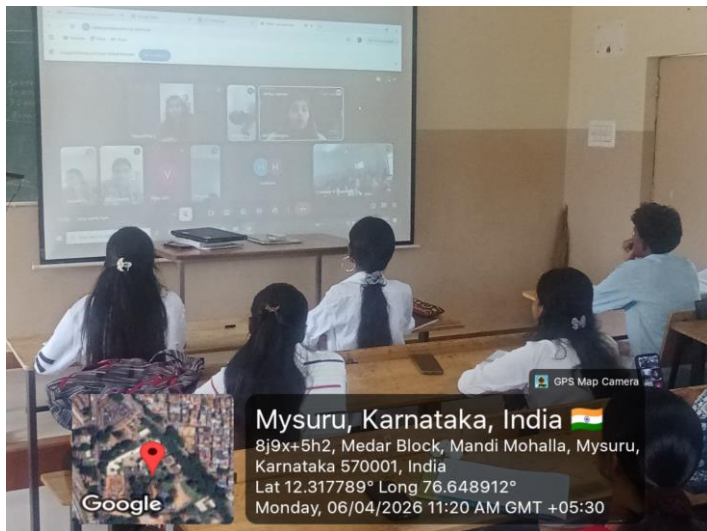 GPS Map Camera
Mysuru, Karnataka, India
8j9x+5h2, Medar Block, Mandi Mohalla, Mysuru,
Karnataka 570001, India
Lat 12.317789° Long 76.648912°
Monday, 06/04/2026 11:20 AM GMT +05:30
Google